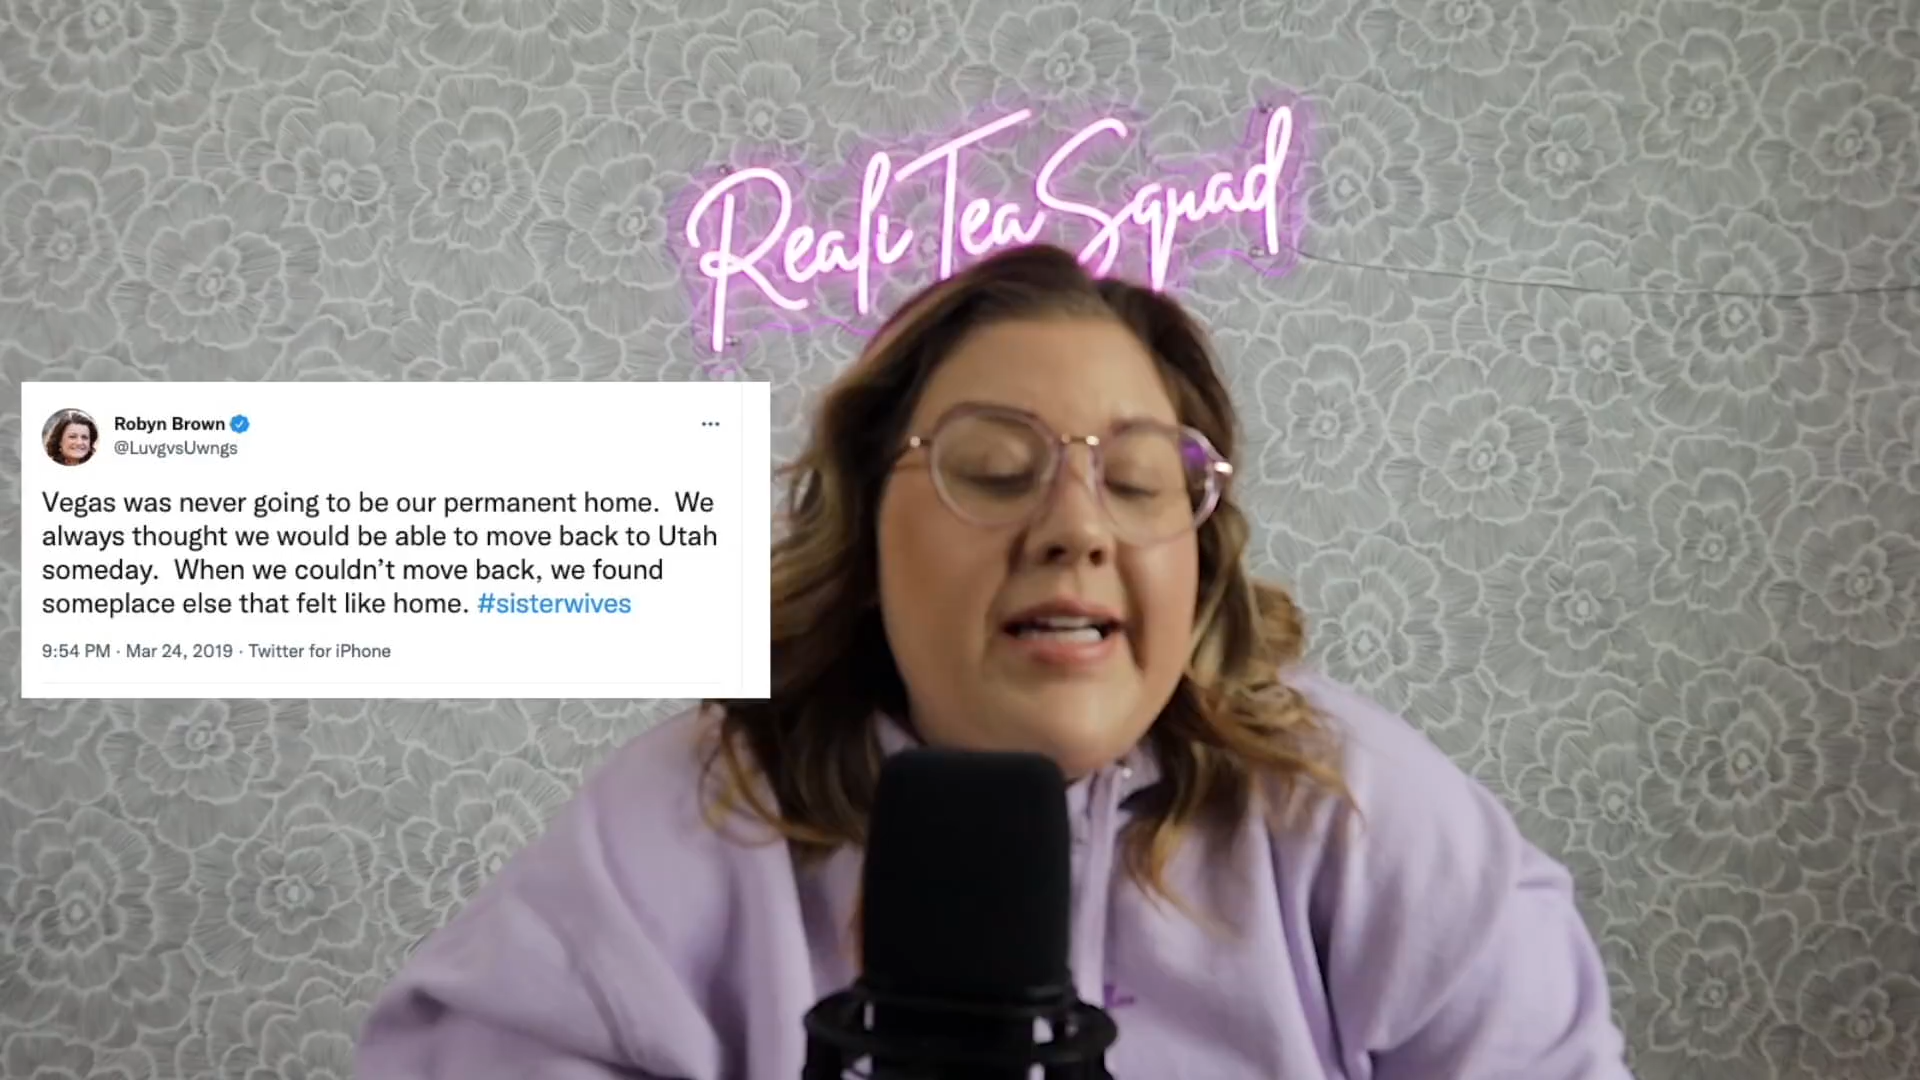 Reali Tea Squad
Robyn Brown
@LuvgvsUwngs
Vegas was never going to be our permanent home.  We
always thought we would be able to move back to Utah
someday.  When we couldn’t move back, we found
someplace else that felt like home. #sisterwives
9:54 PM · Mar 24, 2019 · Twitter for iPhone